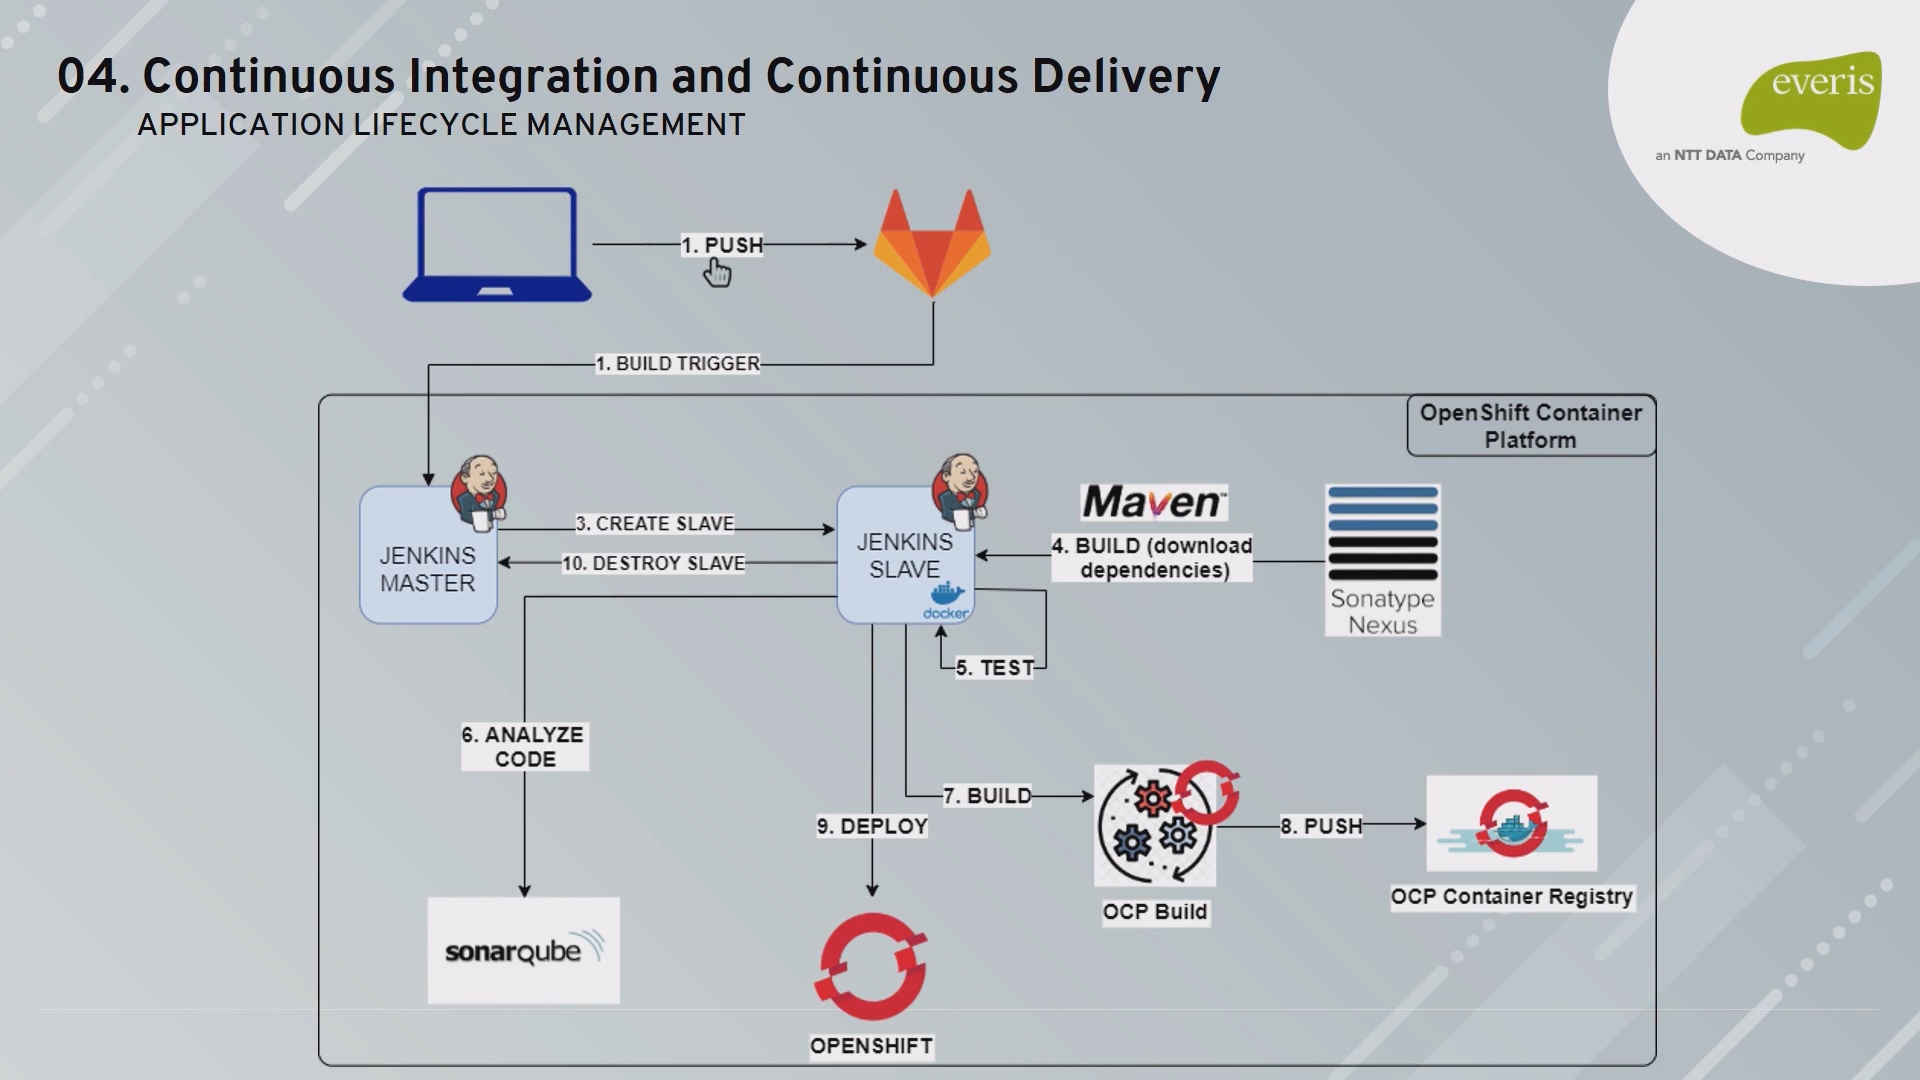 04. Continuous Integration and Continuous Delivery
APPLICATION LIFECYCLE MANAGEMENT
everis
an NTT DATA Company
1. PUSH
1. BUILD TRIGGER
OpenShift Container
Platform
JENKINS
MASTER
3. CREATE SLAVE
10. DESTROY SLAVE
JENKINS
SLAVE
docker
Maven™
4. BUILD (download
dependencies)
Sonatype
Nexus
5. TEST
6. ANALYZE
CODE
7. BUILD
9. DEPLOY
8. PUSH
OCP Build
OCP Container Registry
sonarqube
OPENSHIFT